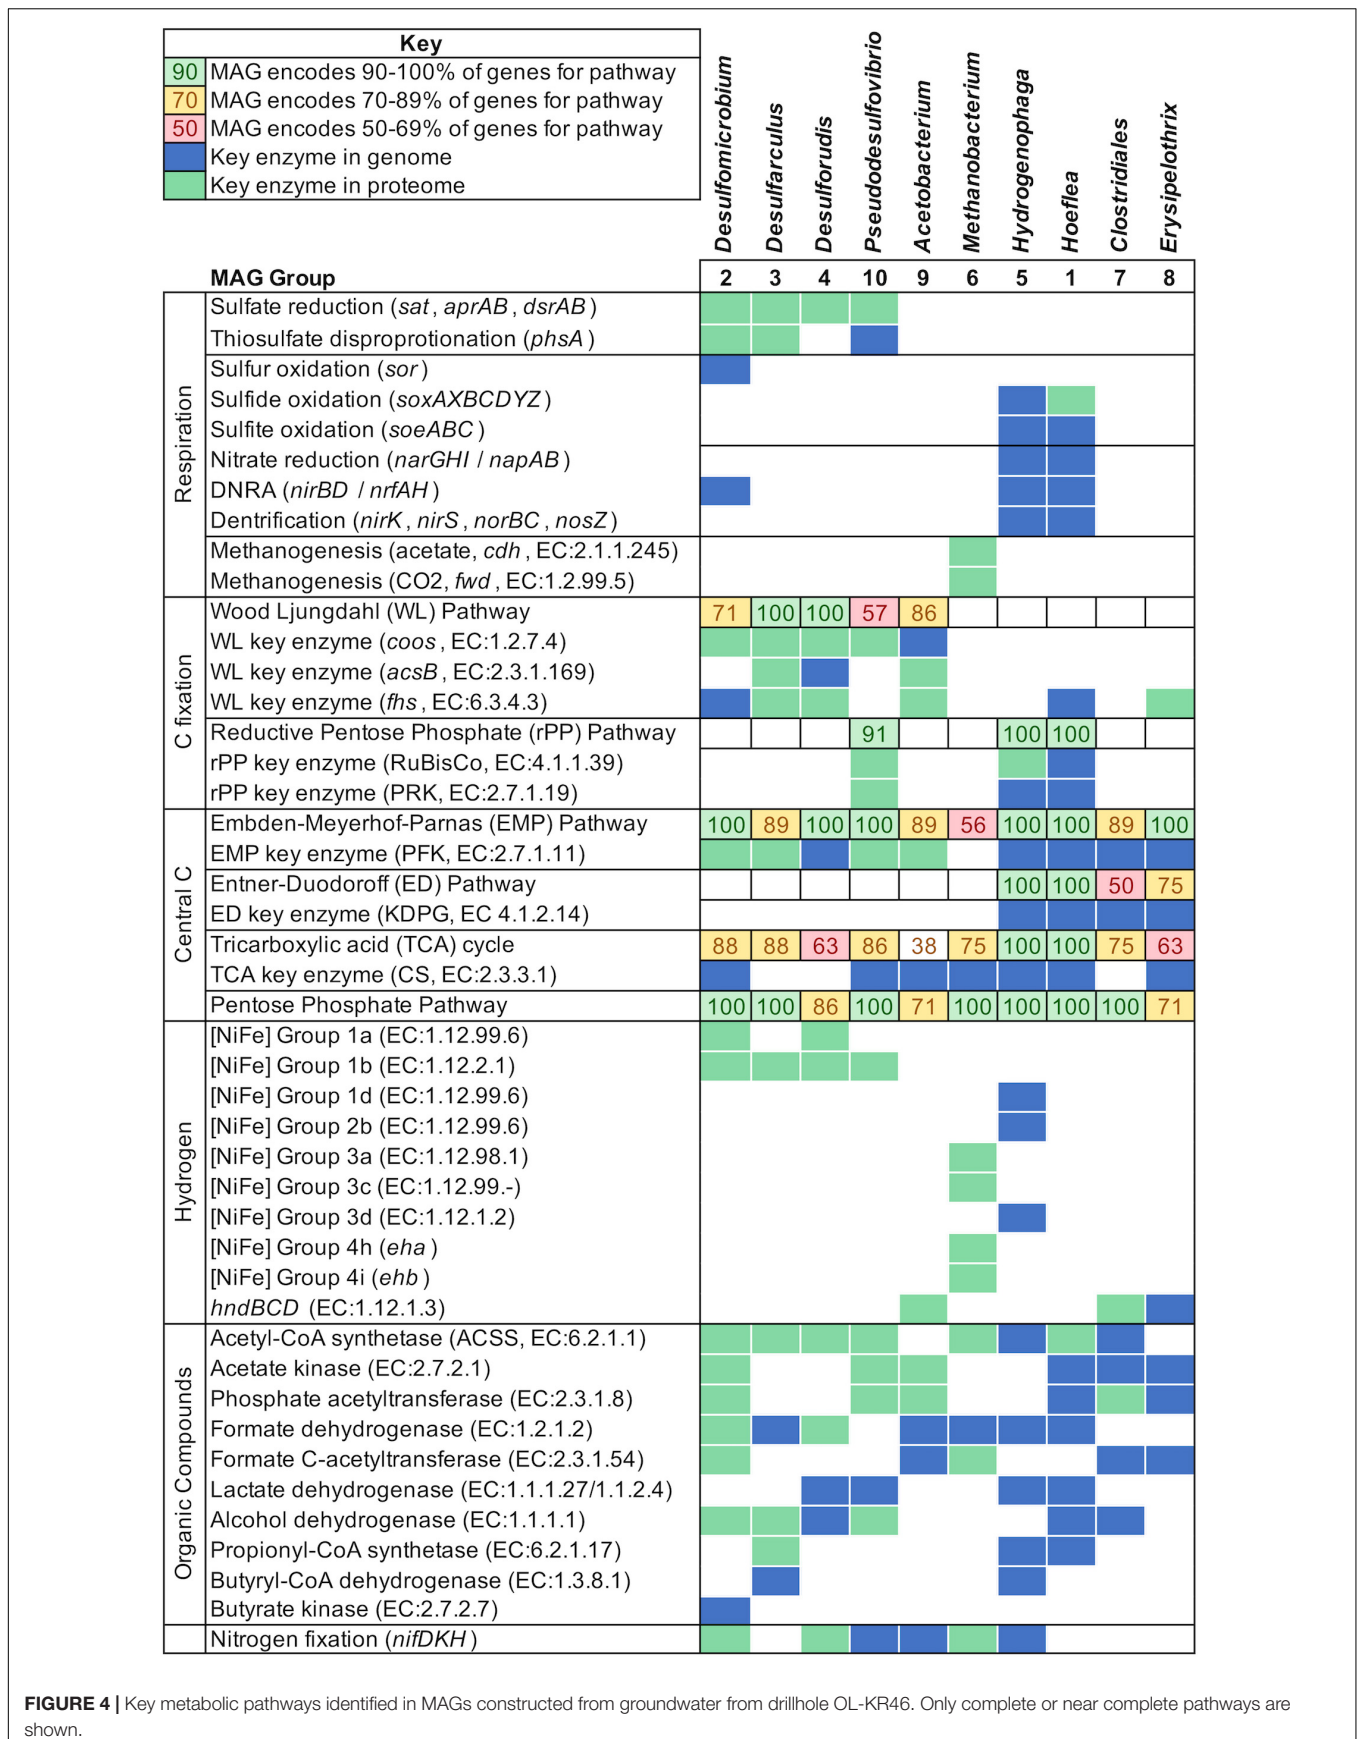 Key
90 MAG encodes 90-100% of genes for pathway
70 MAG encodes 70-89% of genes for pathway
50 MAG encodes 50-69% of genes for pathway
Key enzyme in genome
Key enzyme in proteome
Desulfomicrobium
Desulfarculus
Desulforudis
Pseudodesulfovibrio
Acetobacterium
Methanobacterium
Hydrogenophaga
Hoeflea
Clostridiales
Erysipelothrix
MAG Group 2 3 4 10 9 6 5 1 7 8
Respiration
Sulfate reduction (sat, aprAB, dsrAB)
Thiosulfate disproprotionation (phsA)
Sulfur oxidation (sor)
Sulfide oxidation (soxAXBCDYZ)
Sulfite oxidation (soeABC)
Nitrate reduction (narGHI / napAB)
DNRA (nirBD / nrfAH)
Dentrification (nirK, nirS, norBC, nosZ)
Methanogenesis (acetate, cdh, EC:2.1.1.245)
Methanogenesis (CO2, fwd, EC:1.2.99.5)
C fixation
Wood Ljungdahl (WL) Pathway 71 100 100 57 86
WL key enzyme (coos, EC:1.2.7.4)
WL key enzyme (acsB, EC:2.3.1.169)
WL key enzyme (fhs, EC:6.3.4.3)
Reductive Pentose Phosphate (rPP) Pathway 91 100 100
rPP key enzyme (RuBisCo, EC:4.1.1.39)
rPP key enzyme (PRK, EC:2.7.1.19)
Central C
Embden-Meyerhof-Parnas (EMP) Pathway 100 89 100 100 89 56 100 100 89 100
EMP key enzyme (PFK, EC:2.7.1.11)
Entner-Duodoroff (ED) Pathway 100 100 50 75
ED key enzyme (KDPG, EC 4.1.2.14)
Tricarboxylic acid (TCA) cycle 88 88 63 86 38 75 100 100 75 63
TCA key enzyme (CS, EC:2.3.3.1)
Pentose Phosphate Pathway 100 100 86 100 71 100 100 100 100 71
Hydrogen
[NiFe] Group 1a (EC:1.12.99.6)
[NiFe] Group 1b (EC:1.12.2.1)
[NiFe] Group 1d (EC:1.12.99.6)
[NiFe] Group 2b (EC:1.12.99.6)
[NiFe] Group 3a (EC:1.12.98.1)
[NiFe] Group 3c (EC:1.12.99.-)
[NiFe] Group 3d (EC:1.12.1.2)
[NiFe] Group 4h (eha)
[NiFe] Group 4i (ehb)
hndBCD (EC:1.12.1.3)
Organic Compounds
Acetyl-CoA synthetase (ACSS, EC:6.2.1.1)
Acetate kinase (EC:2.7.2.1)
Phosphate acetyltransferase (EC:2.3.1.8)
Formate dehydrogenase (EC:1.2.1.2)
Formate C-acetyltransferase (EC:2.3.1.54)
Lactate dehydrogenase (EC:1.1.1.27/1.1.2.4)
Alcohol dehydrogenase (EC:1.1.1.1)
Propionyl-CoA synthetase (EC:6.2.1.17)
Butyryl-CoA dehydrogenase (EC:1.3.8.1)
Butyrate kinase (EC:2.7.2.7)
Nitrogen fixation (nifDKH)
FIGURE 4 | Key metabolic pathways identified in MAGs constructed from groundwater from drillhole OL-KR46. Only complete or near complete pathways are
shown.